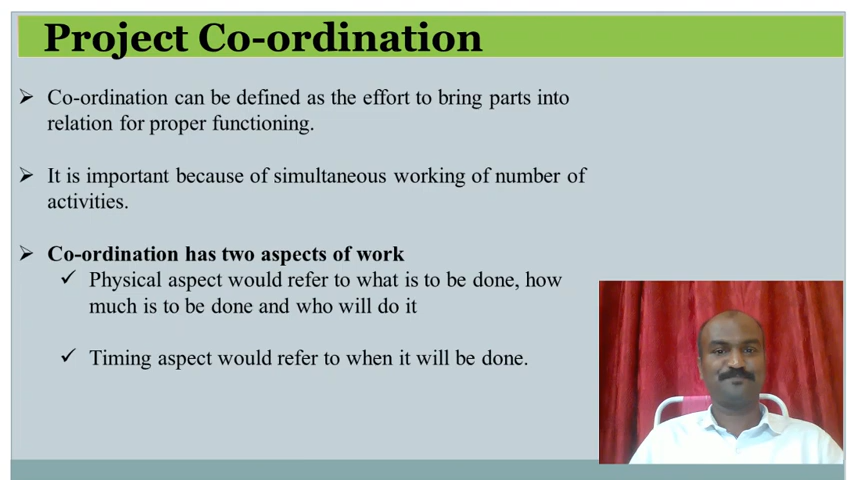 Project Co-ordination
Co-ordination can be defined as the effort to bring parts into
relation for proper functioning.
It is important because of simultaneous working of number of
activities.
Co-ordination has two aspects of work
Physical aspect would refer to what is to be done, how
much is to be done and who will do it
Timing aspect would refer to when it will be done.